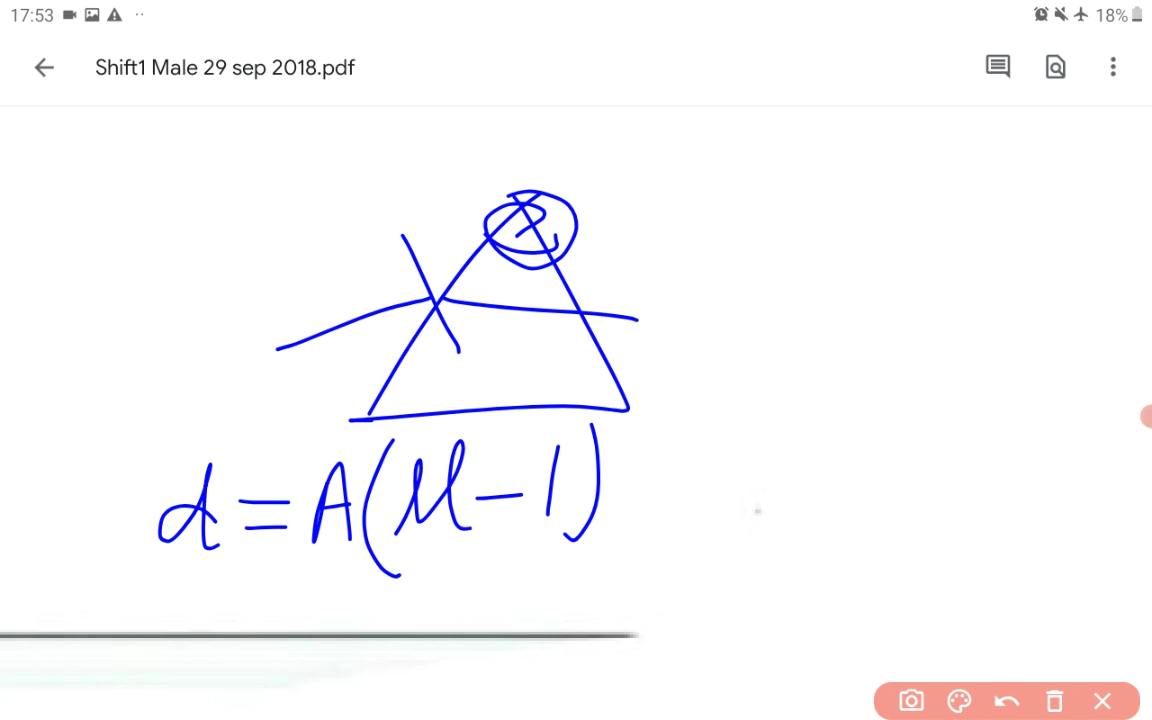 17:53
18%
Shift1 Male 29 sep 2018.pdf
d = A(μ - 1)